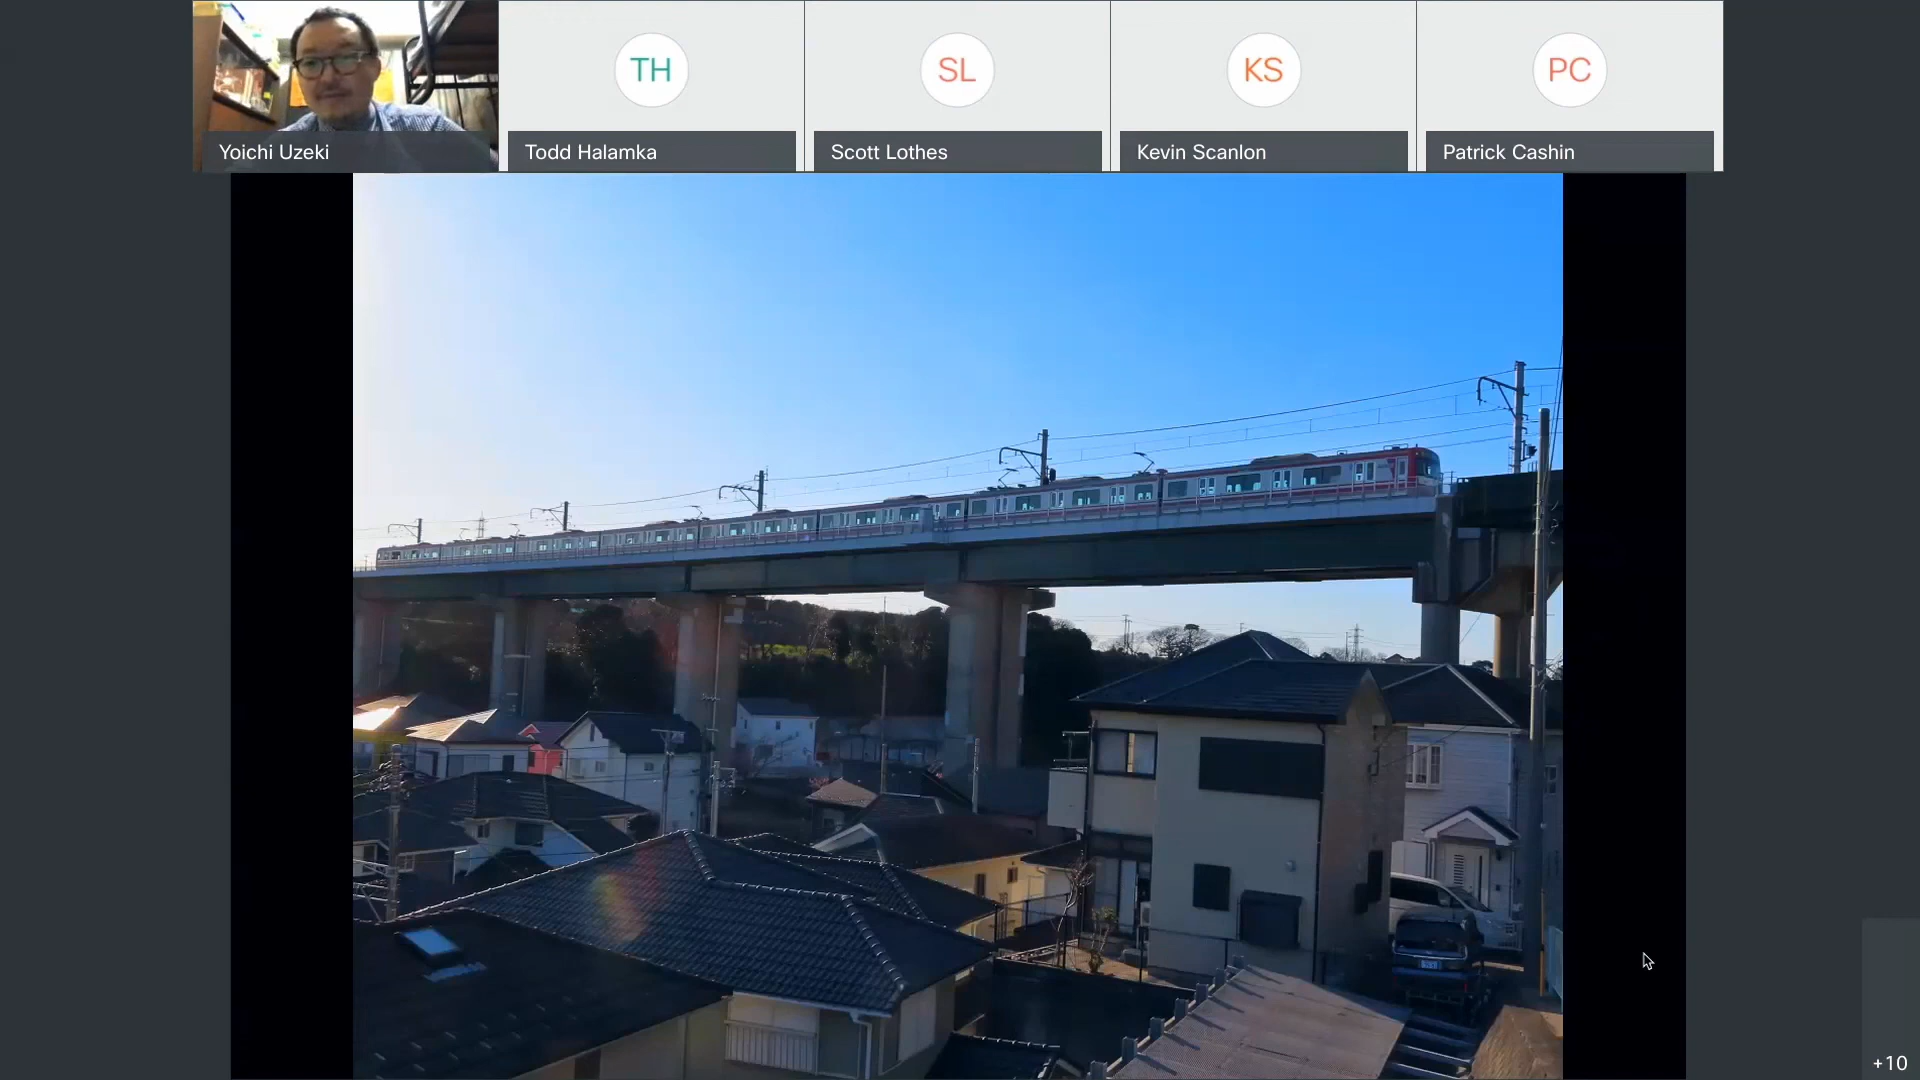 Yoichi Uzeki
TH
Todd Halamka
SL
Scott Lothes
KS
Kevin Scanlon
PC
Patrick Cashin
+10